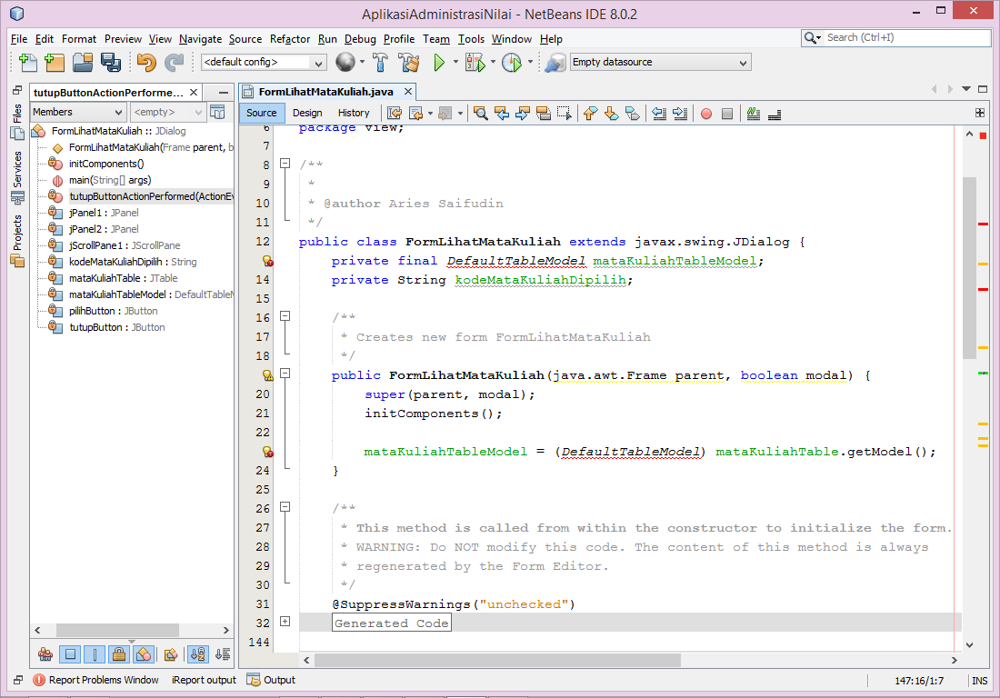 AplikasiAdministrasiNilai - NetBeans IDE 8.0.2
File Edit Format Preview View Navigate Source Refactor Run Debug Profile Team Tools Window Help
Search (Ctrl+I)
<default config>
Empty datasource
tutupButtonActionPerforme...
Members
<empty>
Files
Services
Projects
FormLihatMataKuliah :: JDialog
FormLihatMataKuliah(Frame parent, b
initComponents()
main(String[] args)
tutupButtonActionPerformed(ActionEv
jPanel1 : JPanel
jPanel2 : JPanel
jScrollPane1 : JScrollPane
kodeMataKuliahDipilih : String
mataKuliahTable : JTable
mataKuliahTableModel : DefaultTableM
pilihButton : JButton
tutupButton : JButton
FormLihatMataKuliah.java
Source Design History
6 package view;
7
8 /**
9 *
10 * @author Aries Saifudin
11 */
12 public class FormLihatMataKuliah extends javax.swing.JDialog {
private final DefaultTableModel mataKuliahTableModel;
14 private String kodeMataKuliahDipilih;
15
16 /**
17 * Creates new form FormLihatMataKuliah
18 */
public FormLihatMataKuliah(java.awt.Frame parent, boolean modal) {
20 super(parent, modal);
21 initComponents();
22
mataKuliahTableModel = (DefaultTableModel) mataKuliahTable.getModel();
24 }
25
26 /**
27 * This method is called from within the constructor to initialize the form.
28 * WARNING: Do NOT modify this code. The content of this method is always
29 * regenerated by the Form Editor.
30 */
31 @SuppressWarnings("unchecked")
32 Generated Code
144
Report Problems Window iReport output Output
147:16/1:7 INS